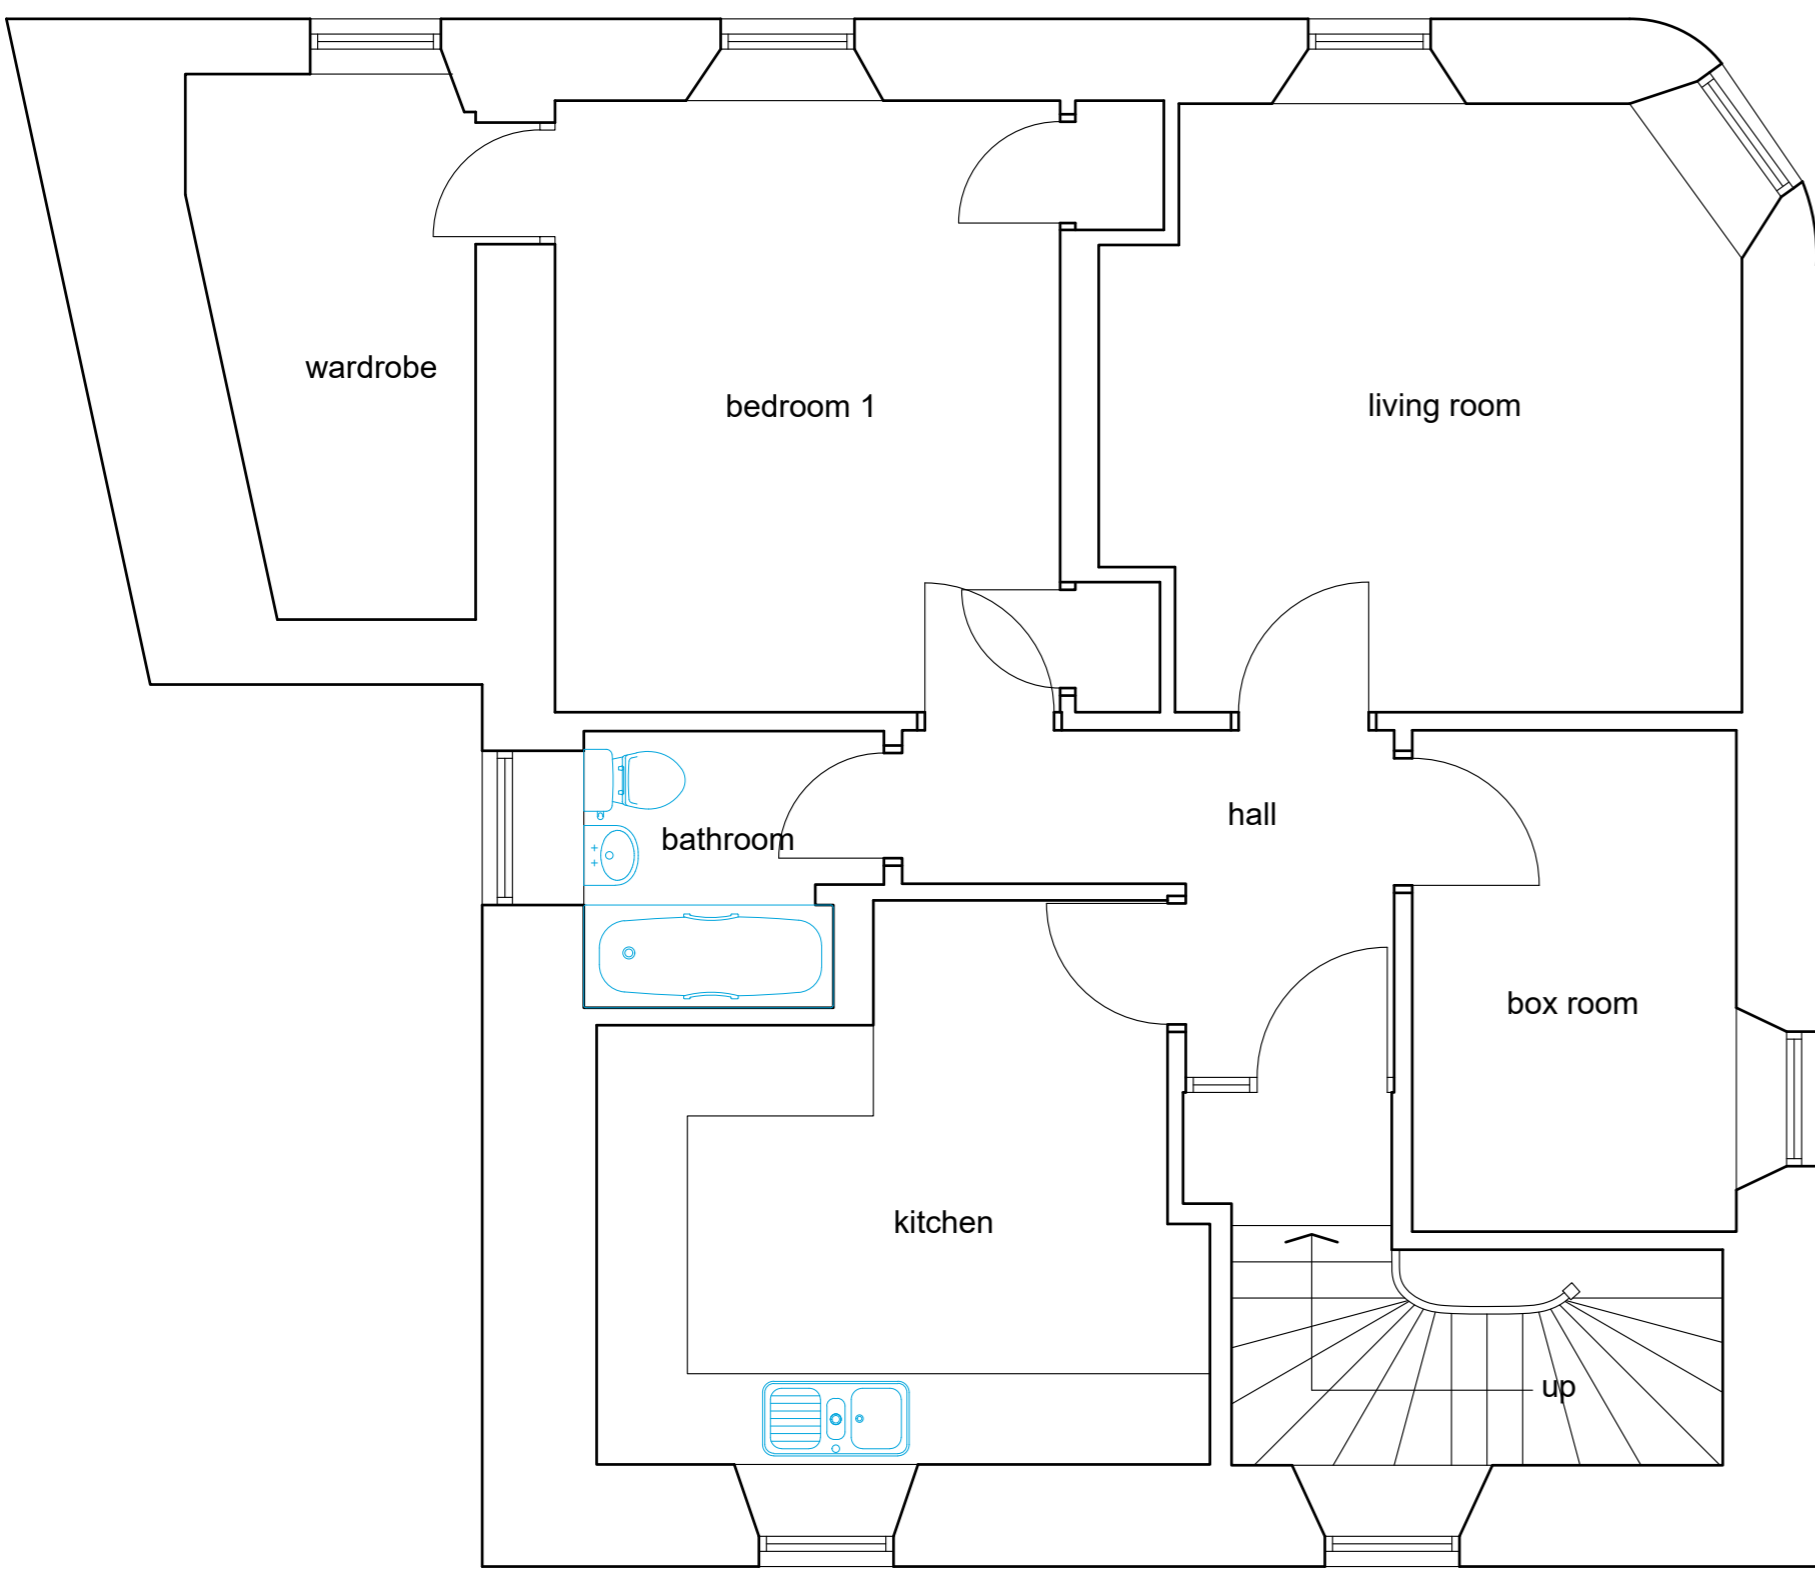 wardrobe
bedroom 1
living room
hall
bathroom
box room
kitchen
up